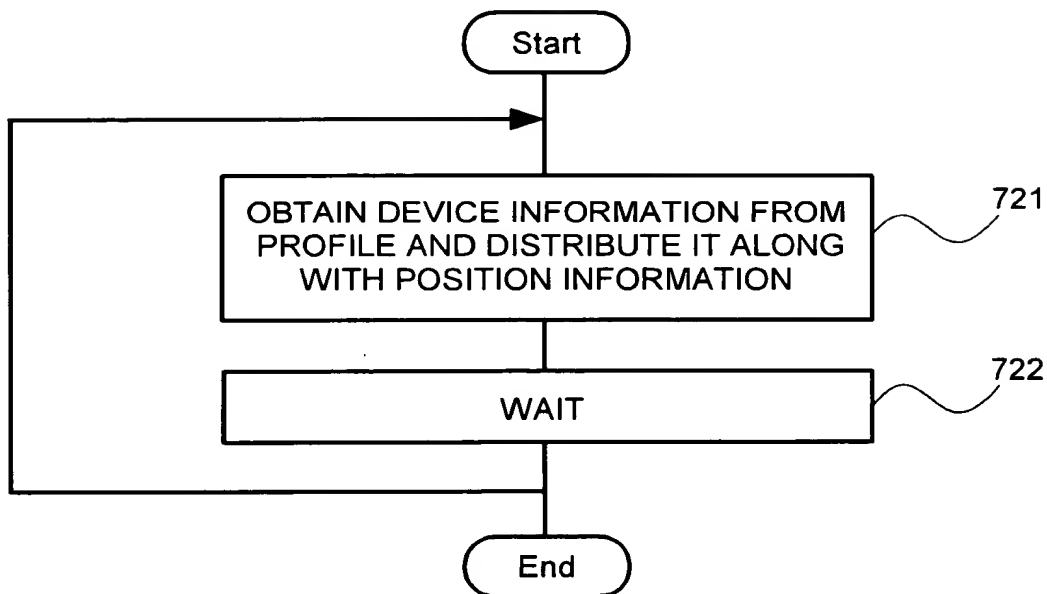 Start
OBTAIN DEVICE INFORMATION FROM
PROFILE AND DISTRIBUTE IT ALONG
WITH POSITION INFORMATION
721
WAIT
722
End